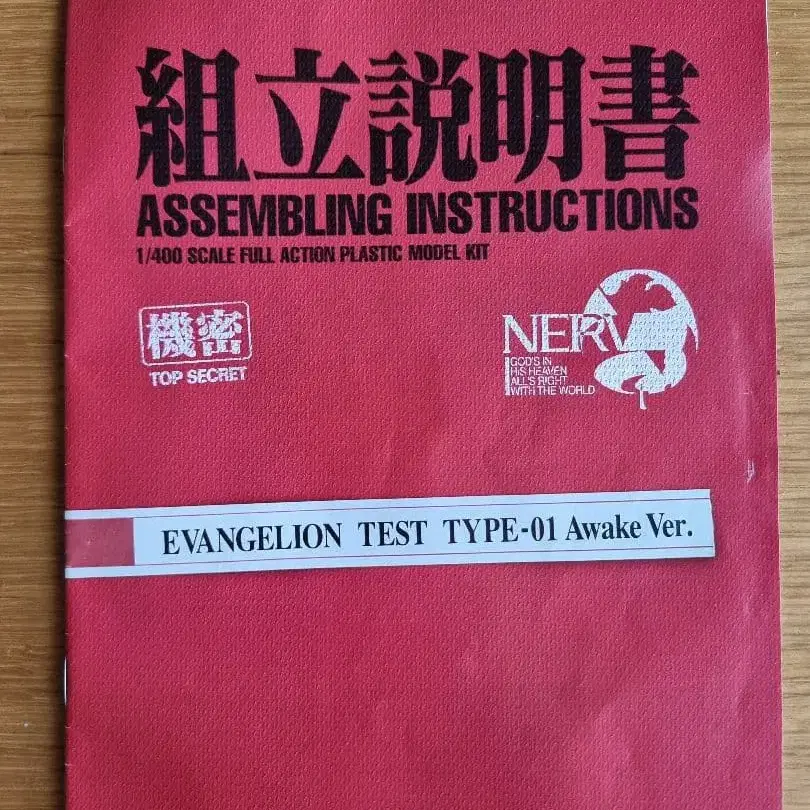 組立説明書
ASSEMBLING INSTRUCTIONS
1/400 SCALE FULL ACTION PLASTIC MODEL KIT
機密
TOP SECRET
NERV
GOD'S IN
HIS HEAVEN
ALL'S RIGHT
WITH THE WORLD
EVANGELION TEST TYPE-01 Awake Ver.